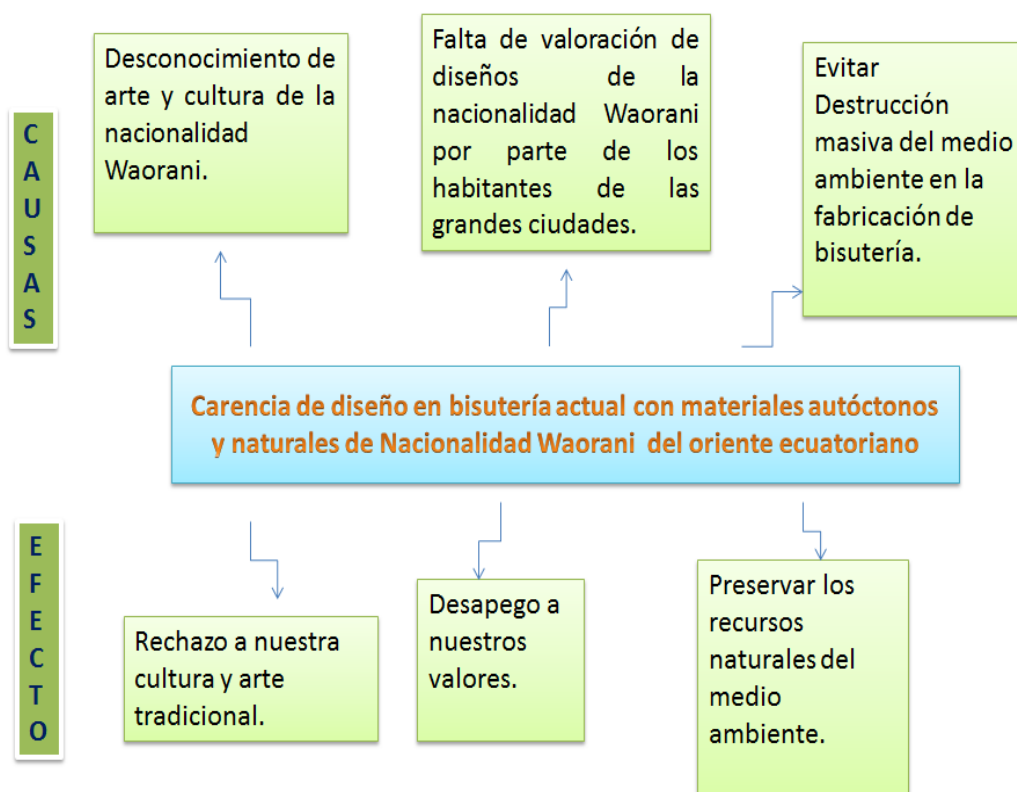 CAUSAS
Desconocimiento de
arte y cultura de la
nacionalidad
Waorani.
Falta de valoración de
diseños de la
nacionalidad Waorani
por parte de los
habitantes de las
grandes ciudades.
Evitar
Destrucción
masiva del medio
ambiente en la
fabricación de
bisutería.
Carencia de diseño en bisutería actual con materiales autóctonos
y naturales de Nacionalidad Waorani del oriente ecuatoriano
EFECTO
Rechazo a nuestra
cultura y arte
tradicional.
Desapego a
nuestros
valores.
Preservar los
recursos
naturales del
medio
ambiente.